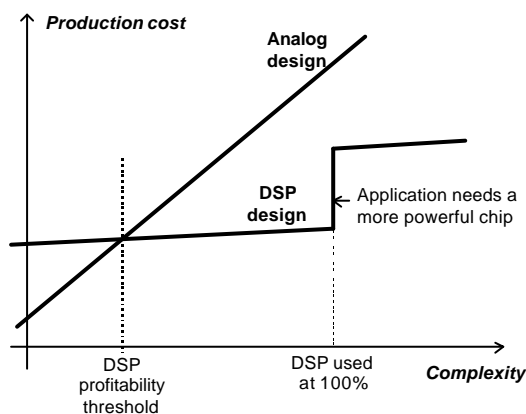 Production cost
Analog
design
DSP
design
Application needs a
more powerful chip
DSP
profitability
threshold
DSP used
at 100%
Complexity